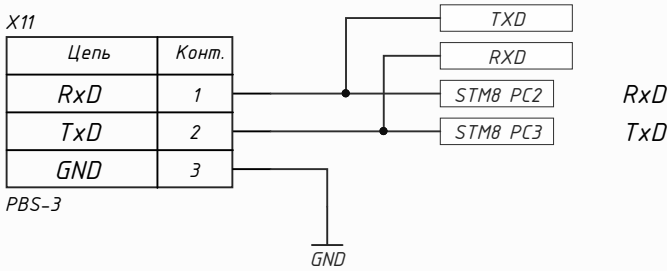 X11
TXD
Цепь Конт.
RXD
RxD 1 STM8 PC2 RxD
TxD 2 STM8 PC3 TxD
GND 3
PBS-3
GND